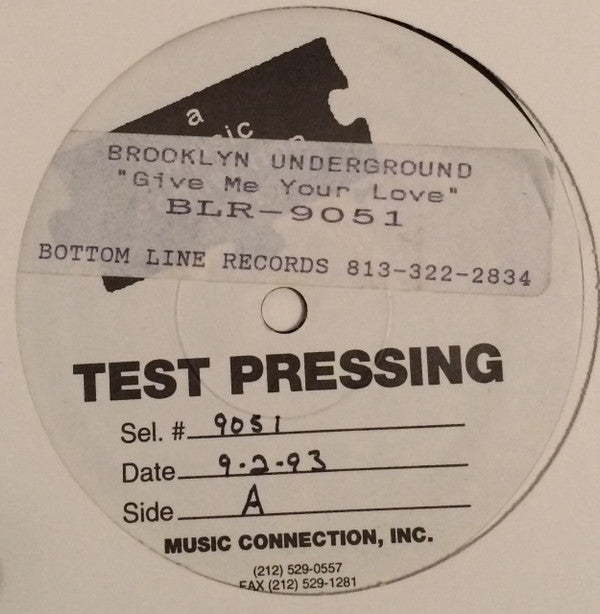 a
BROOKLYN UNDERGROUND
"Give Me Your Love"
BLR-9051
BOTTOM LINE RECORDS 813-322-2834
TEST PRESSING
Sel. # 9051
Date 9-2-93
Side A
MUSIC CONNECTION, INC.
(212) 529-0557
FAX (212) 529-1281